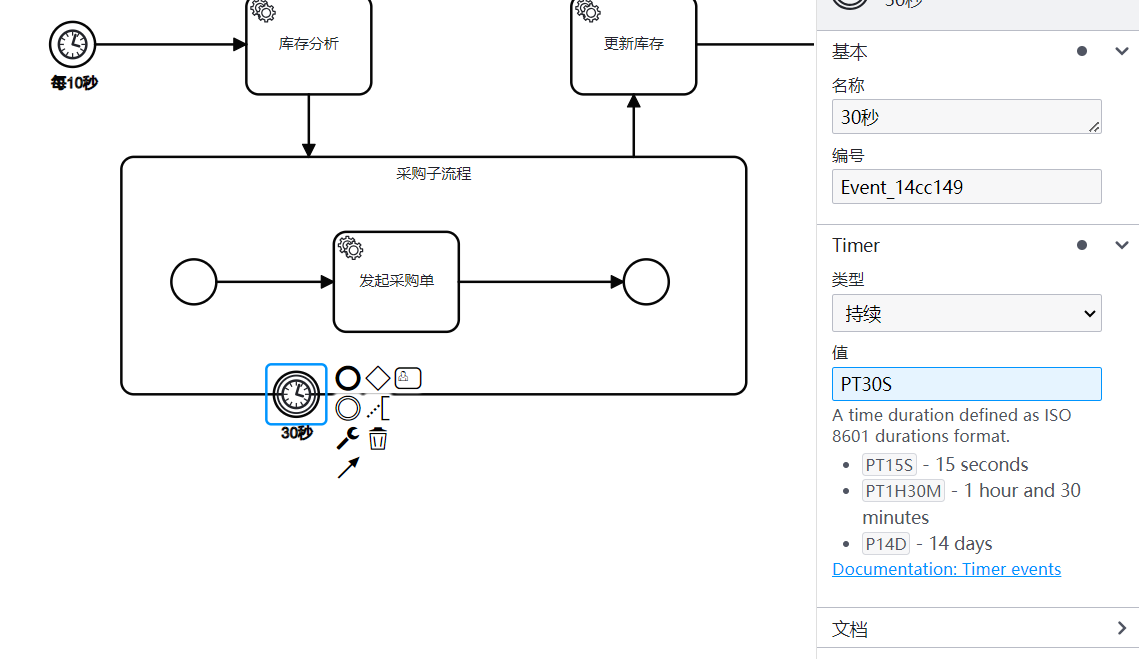 库存分析
更新库存
每10秒
采购子流程
发起采购单
30秒
30秒
基本
名称
30秒
编号
Event_14cc149
Timer
类型
持续
值
PT30S
A time duration defined as ISO
8601 durations format.
PT15S - 15 seconds
PT1H30M - 1 hour and 30
minutes
P14D - 14 days
Documentation: Timer events
文档